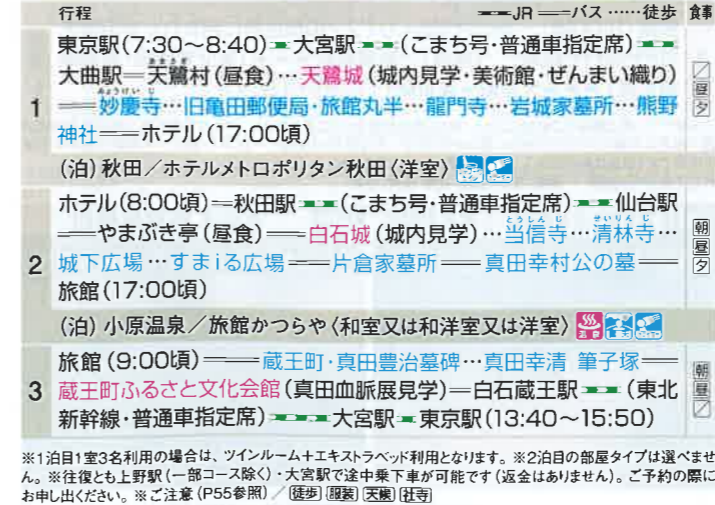 行程 JR バス ……徒歩 食事
1
東京駅(7:30～8:40)大宮駅(こまち号・普通車指定席)
大曲駅天鷺村(昼食)…天鷺城(城内見学・美術館・ぜんまい織り)
妙慶寺…旧亀田郵便局・旅館丸半…龍門寺…岩城家墓所…熊野
神社ホテル(17:00頃)
(泊)秋田／ホテルメトロポリタン秋田〈洋室〉
／昼夕
2
ホテル(8:00頃)秋田駅(こまち号・普通車指定席)仙台駅
とうしんじ せいりんじ
やまぶき亭(昼食)白石城(城内見学)…当信寺…清林寺…
城下広場…すまiる広場片倉家墓所真田幸村公の墓
旅館(17:00頃)
(泊)小原温泉／旅館かつらや〈和室又は和洋室又は洋室〉
朝昼夕
3
旅館(9:00頃)蔵王町・真田豊治墓碑…真田幸清 筆子塚
蔵王町ふるさと文化会館(真田血脈展見学)白石蔵王駅(東北
新幹線・普通車指定席)大宮駅東京駅(13:40～15:50)
朝昼／
※1泊目1室3名利用の場合は、ツインルーム＋エキストラベッド利用となります。※2泊目の部屋タイプは選べませ
ん。※往復とも上野駅(一部コース除く)・大宮駅で途中乗下車が可能です(返金はありません)。ご予約の際に
お申し出ください。※ご注意(P55参照)／徒歩 服装 天候 社寺